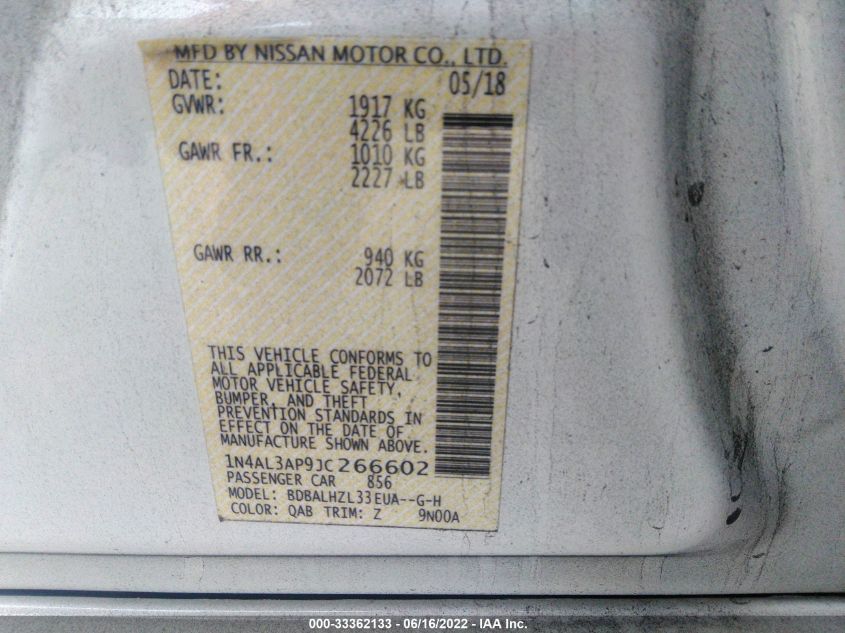 MFD BY NISSAN MOTOR CO., LTD.
DATE: 05/18
GVWR: 1917 KG
4226 LB
GAWR FR.: 1010 KG
2227 LB
GAWR RR.: 940 KG
2072 LB
THIS VEHICLE CONFORMS TO
ALL APPLICABLE FEDERAL
MOTOR VEHICLE SAFETY,
BUMPER, AND THEFT
PREVENTION STANDARDS IN
EFFECT ON THE DATE OF
MANUFACTURE SHOWN ABOVE.
1N4AL3AP9JC266602
PASSENGER CAR 856
MODEL: BDBALHZL33EUA--G-H
COLOR: QAB TRIM: Z 9N00A
000-33362133 - 06/16/2022 - IAA Inc.